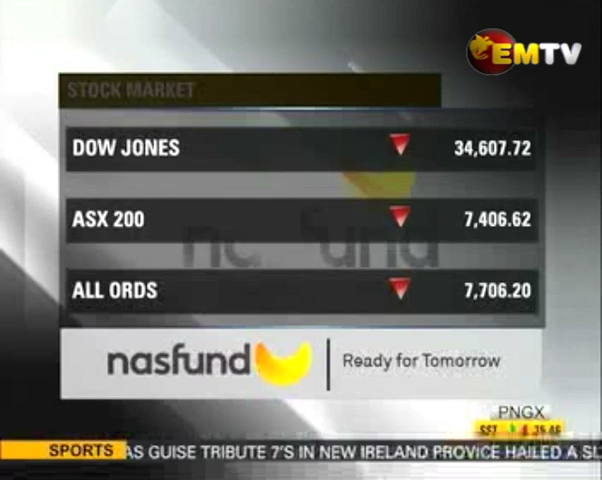 EMTV
STOCK MARKET
DOW JONES 34,607.72
ASX 200 7,406.62
ALL ORDS 7,706.20
nasfund
nasfund Ready for Tomorrow
PNGX
SPORTS AS GUISE TRIBUTE 7'S IN NEW IRELAND PROVICE HAILED A